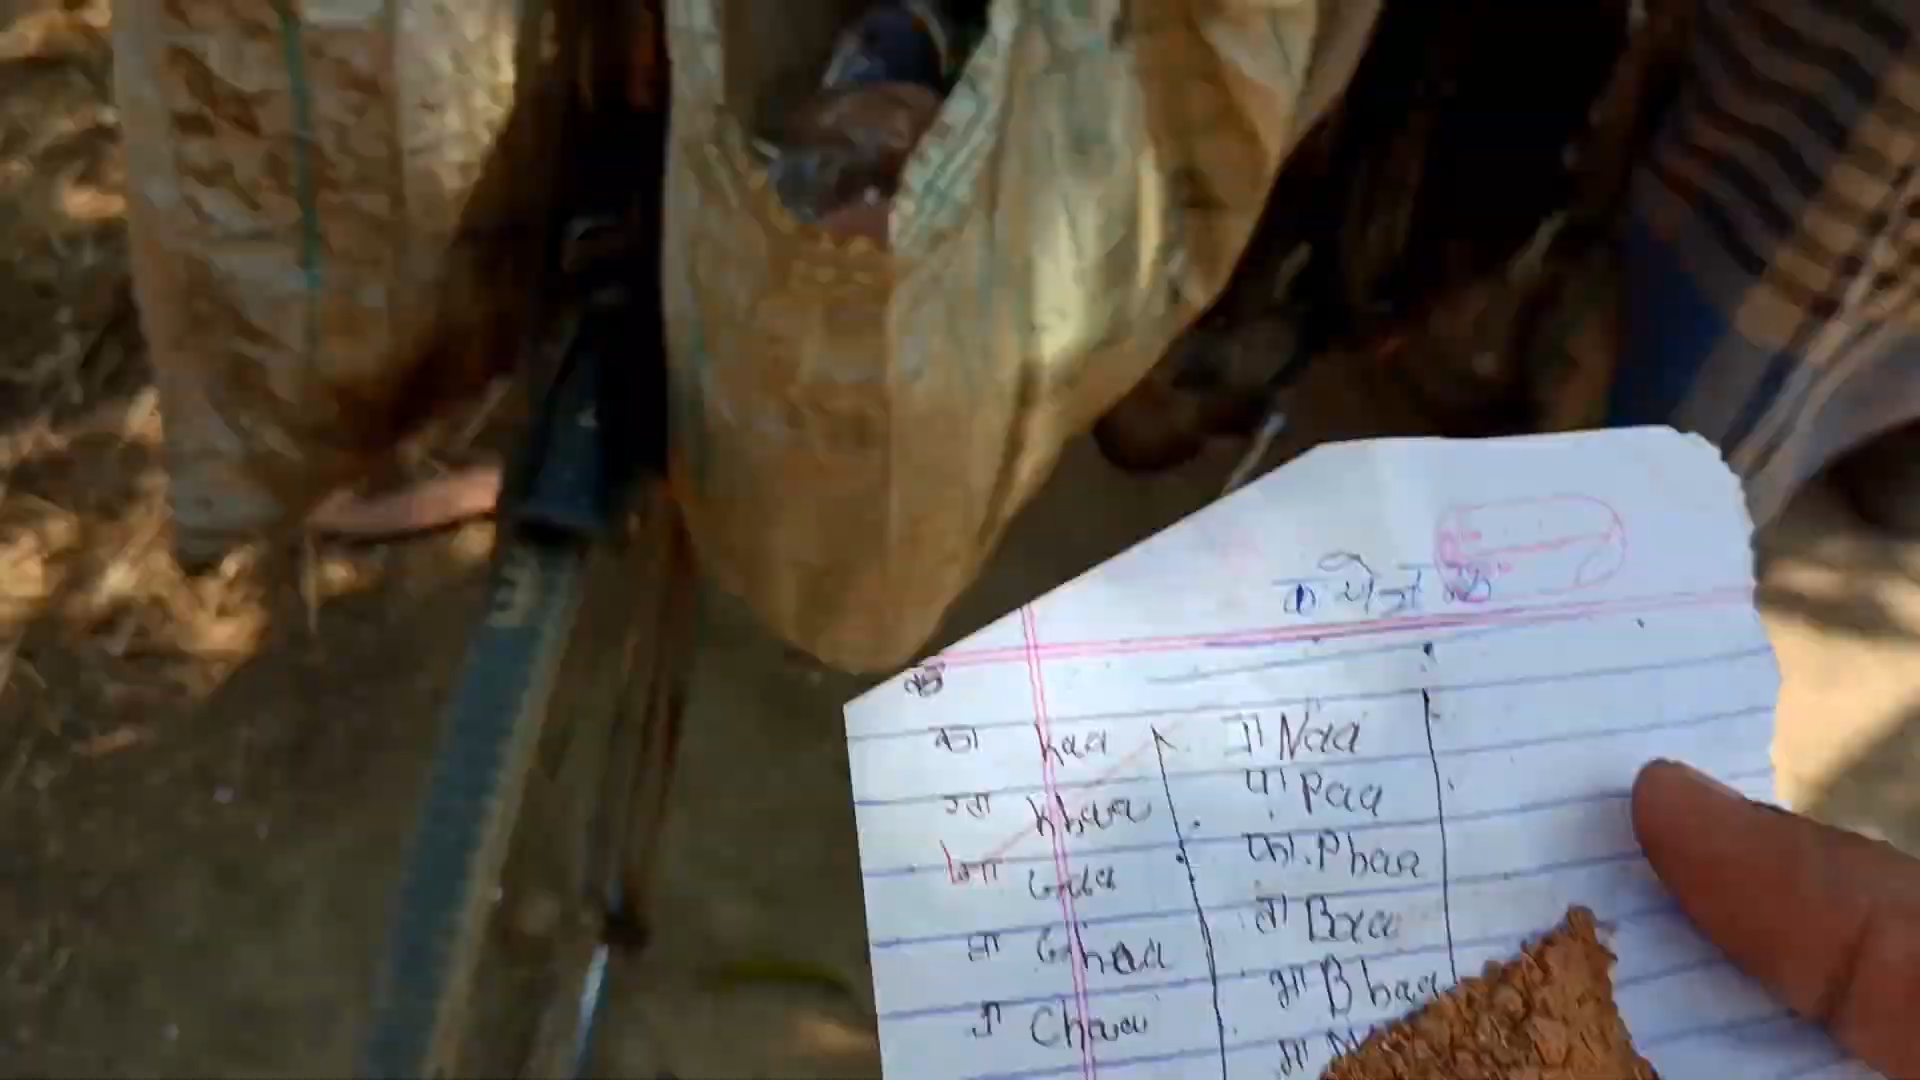 का kaa
खा khaa
गा Gaa
घा Ghaa
Chaa
ना Naa
पा Paa
फा. Phaa
बा Baa
भा Bhaa
मा